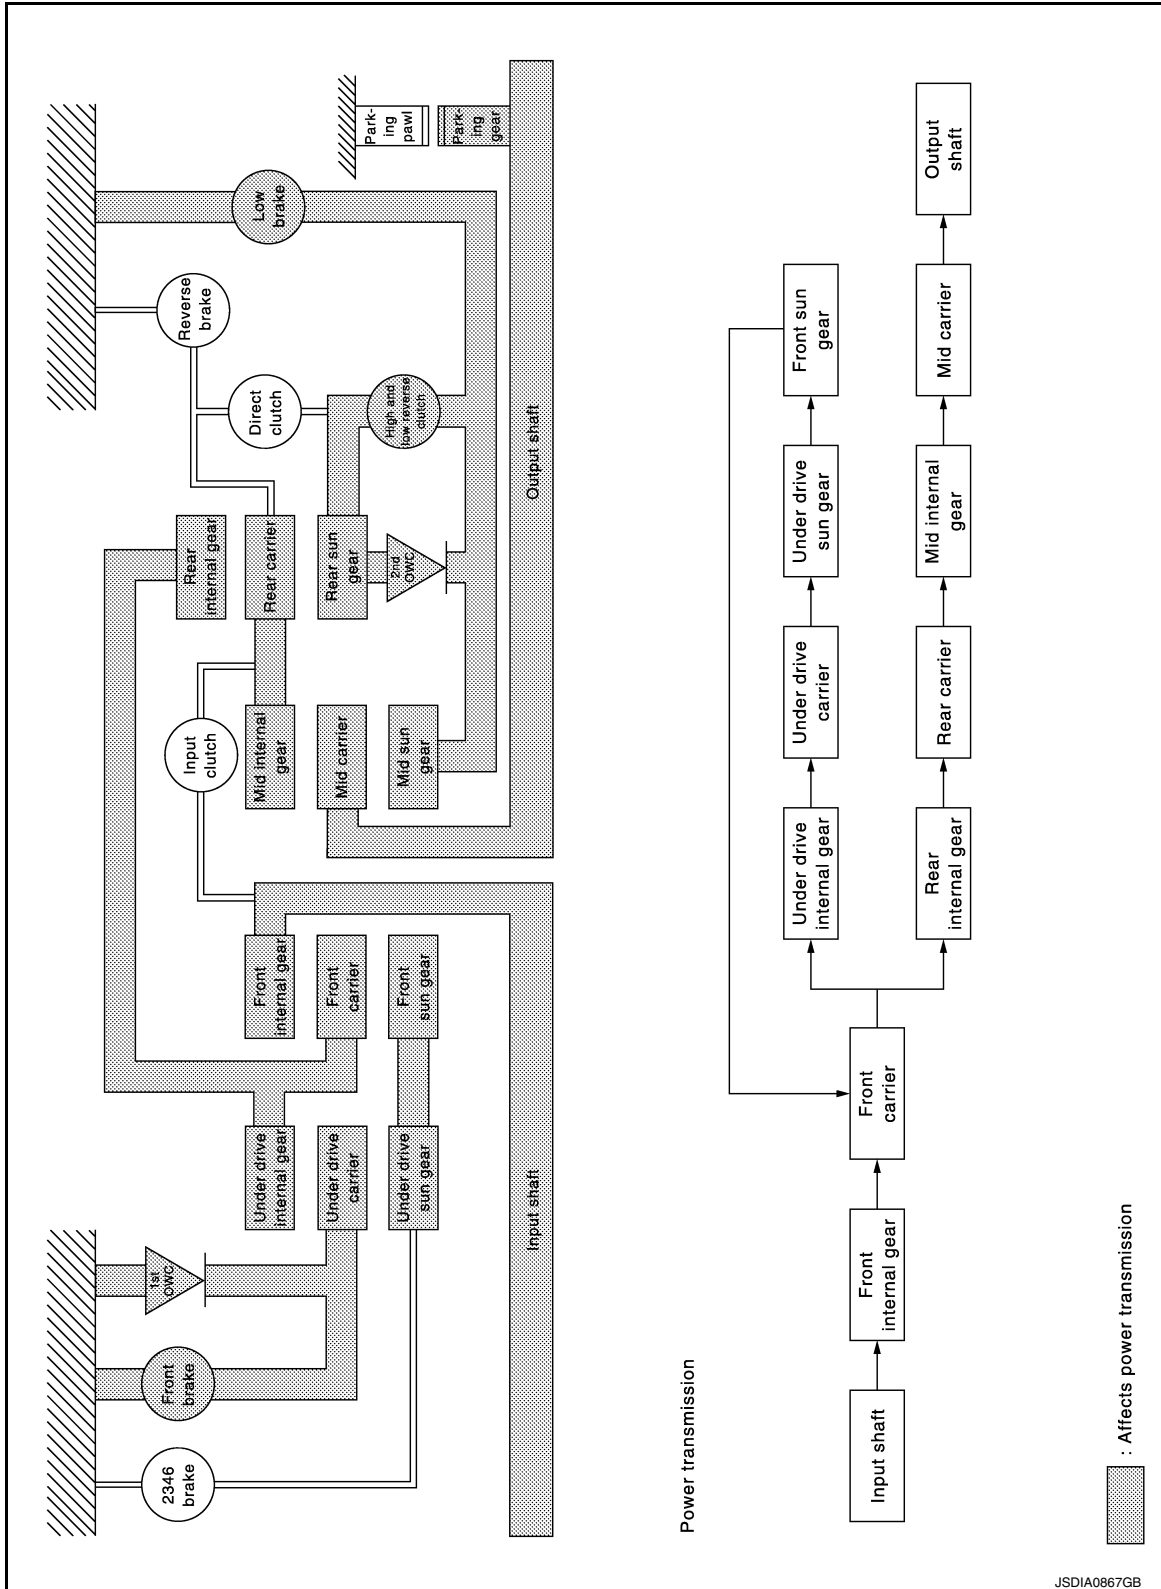 2346
brake
Front
brake
1st
OWC
Under drive
internal gear
Under drive
carrier
Under drive
sun gear
Front
internal gear
Front
carrier
Front
sun gear
Input
clutch
Mid internal
gear
Mid carrier
Mid sun
gear
Rear
internal gear
Rear carrier
Rear sun
gear
2nd
OWC
Direct
clutch
High and
low reverse
clutch
Reverse
brake
Low
brake
Park-
ing
pawl
Park-
ing
gear
Input shaft
Output shaft
Power transmission
Input shaft
Front
internal gear
Front
carrier
Under drive
internal gear
Under drive
carrier
Under drive
sun gear
Front sun
gear
Rear
internal gear
Rear carrier
Mid internal
gear
Mid carrier
Output
shaft
: Affects power transmission
JSDIA0867GB